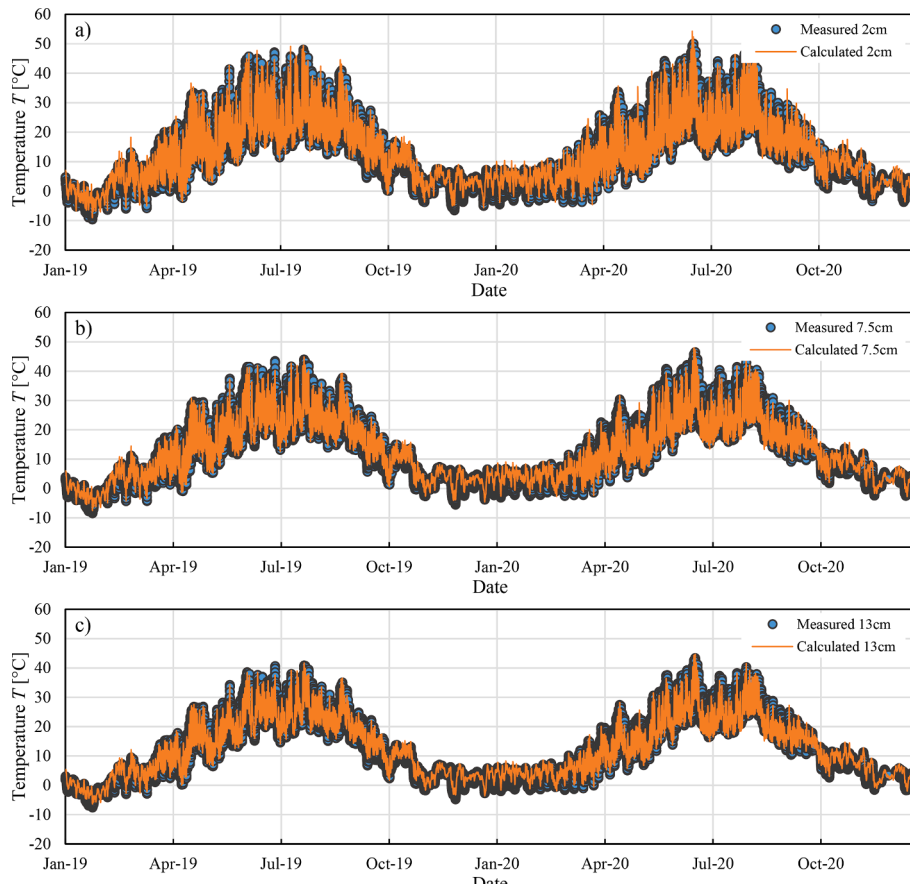 a)
Measured 2cm
Calculated 2cm
Temperature T [°C]
60
50
40
30
20
10
0
-10
-20
Jan-19 Apr-19 Jul-19 Oct-19 Jan-20 Apr-20 Jul-20 Oct-20
Date
b)
Measured 7.5cm
Calculated 7.5cm
Temperature T [°C]
60
50
40
30
20
10
0
-10
-20
Jan-19 Apr-19 Jul-19 Oct-19 Jan-20 Apr-20 Jul-20 Oct-20
Date
c)
Measured 13cm
Calculated 13cm
Temperature T [°C]
60
50
40
30
20
10
0
-10
-20
Jan-19 Apr-19 Jul-19 Oct-19 Jan-20 Apr-20 Jul-20 Oct-20
Date